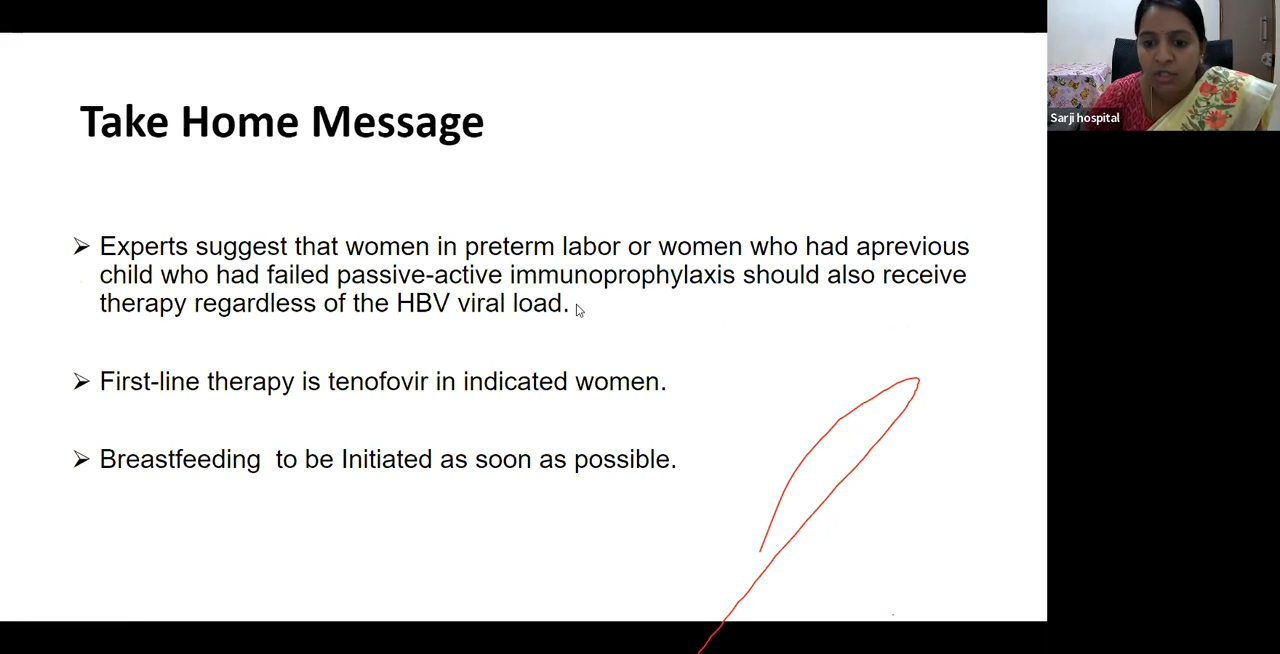 Take Home Message
Sarji hospital
➢ Experts suggest that women in preterm labor or women who had aprevious
child who had failed passive-active immunoprophylaxis should also receive
therapy regardless of the HBV viral load.
➢ First-line therapy is tenofovir in indicated women.
➢ Breastfeeding  to be Initiated as soon as possible.